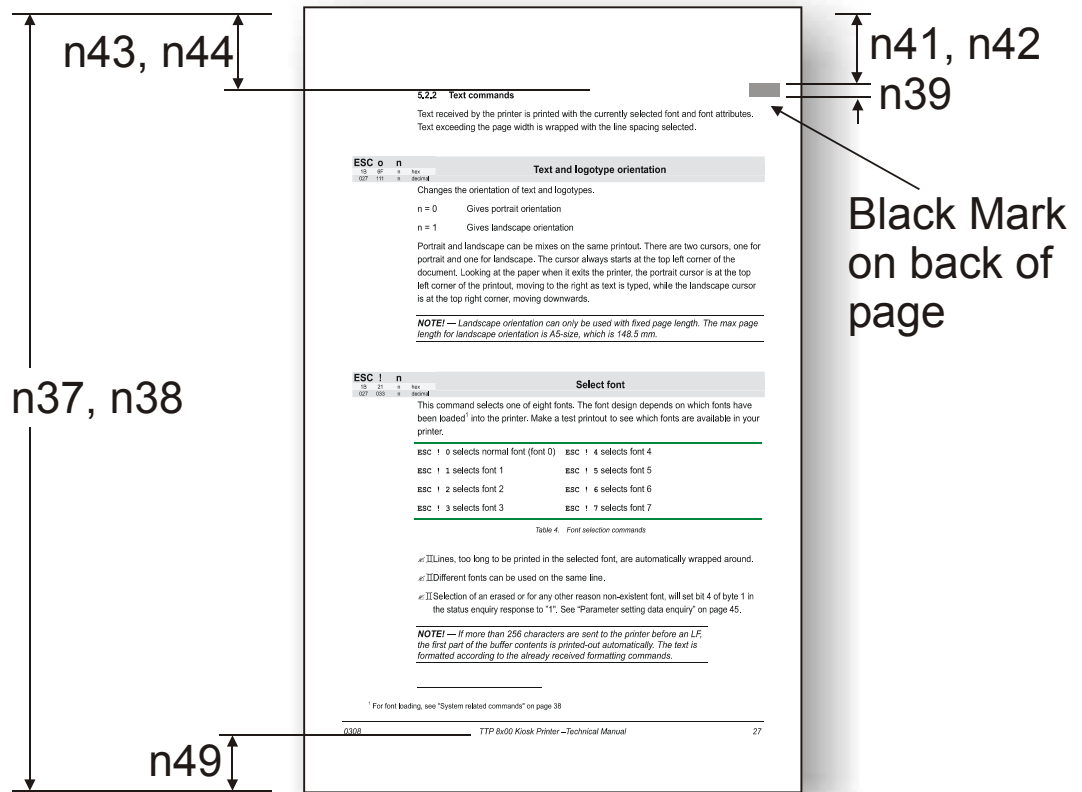 n43, n44
n41, n42
n39
Black Mark
on back of
page
n37, n38
n49
5.2.2 Text commands
Text received by the printer is printed with the currently selected font and font attributes.
Text exceeding the page width is wrapped with the line spacing selected.
ESC o n
1B 6F n hex
027 111 n decimal
Text and logotype orientation
Changes the orientation of text and logotypes.
n = 0 Gives portrait orientation
n = 1 Gives landscape orientation
Portrait and landscape can be mixes on the same printout. There are two cursors, one for
portrait and one for landscape. The cursor always starts at the top left corner of the
document. Looking at the paper when it exits the printer, the portrait cursor is at the top
left corner of the printout, moving to the right as text is typed, while the landscape cursor
is at the top right corner, moving downwards.
NOTE! — Landscape orientation can only be used with fixed page length. The max page
length for landscape orientation is A5-size, which is 148.5 mm.
ESC ! n
1B 21 n hex
027 033 n decimal
Select font
This command selects one of eight fonts. The font design depends on which fonts have
been loaded1 into the printer. Make a test printout to see which fonts are available in your
printer.
ESC ! 0 selects normal font (font 0) ESC ! 4 selects font 4
ESC ! 1 selects font 1 ESC ! 5 selects font 5
ESC ! 2 selects font 2 ESC ! 6 selects font 6
ESC ! 3 selects font 3 ESC ! 7 selects font 7
Table 4. Font selection commands
Lines, too long to be printed in the selected font, are automatically wrapped around.
Different fonts can be used on the same line.
Selection of an erased or for any other reason non-existent font, will set bit 4 of byte 1 in
the status enquiry response to "1". See "Parameter setting data enquiry" on page 45.
NOTE! — If more than 256 characters are sent to the printer before an LF,
the first part of the buffer contents is printed-out automatically. The text is
formatted according to the already received formatting commands.
1 For font loading, see "System related commands" on page 38
0308 TTP 8x00 Kiosk Printer –Technical Manual 27